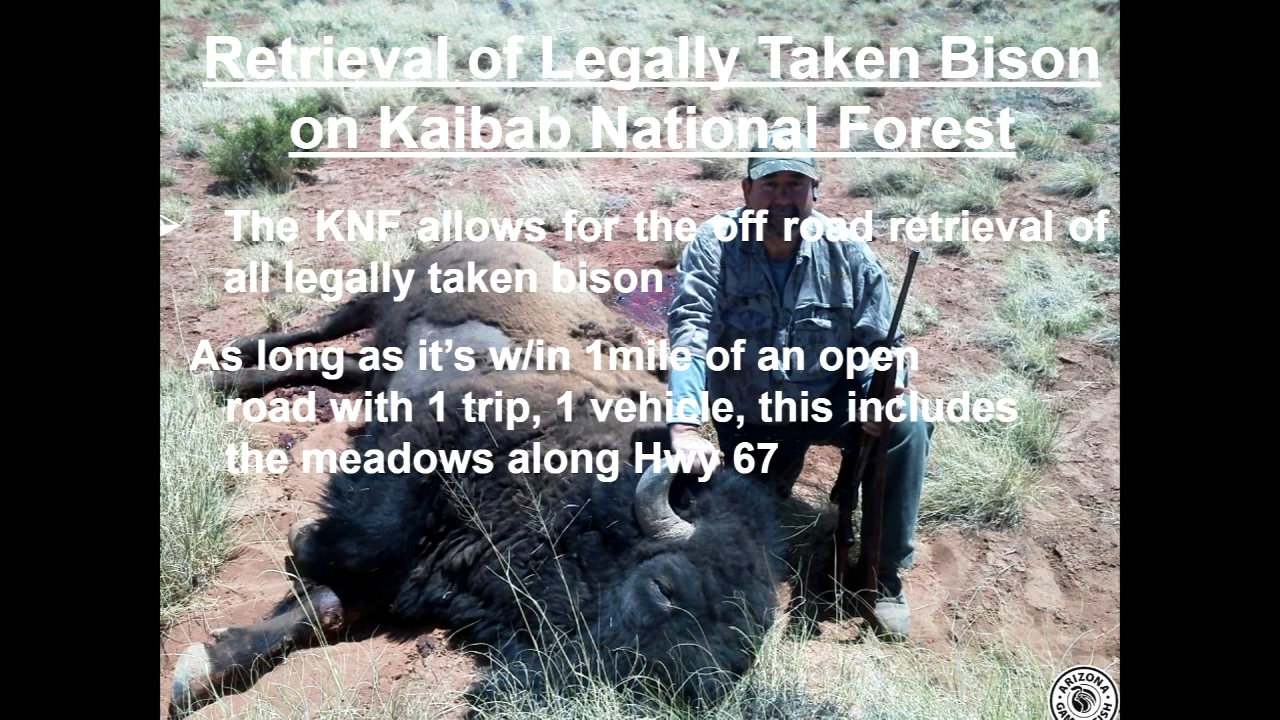 Retrieval of Legally Taken Bison
on Kaibab National Forest
➢ The KNF allows for the off road retrieval of
all legally taken bison
As long as it’s w/in 1mile of an open
road with 1 trip, 1 vehicle, this includes
the meadows along Hwy 67
ARIZONA